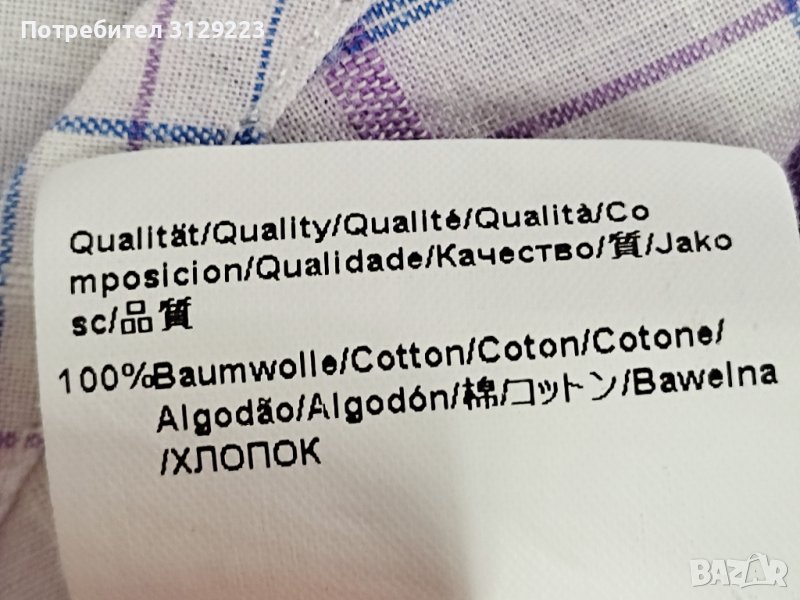 Потребител 3129223
Qualität/Quality/Qualité/Qualità/Co
mposicion/Qualidade/Качество/質/Jako
sc/品質
100%Baumwolle/Cotton/Coton/Cotone/
Algodão/Algodón/棉/コットン/Bawełna
/ХЛОПОК
BAZAR